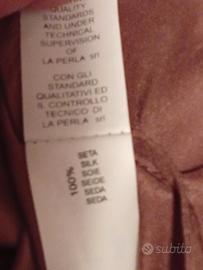 QUALITY
STANDARDS
AND UNDER
TECHNICAL
SUPERVISION
OF
LA PERLA srl
CON GLI
STANDARD
QUALITATIVI ED
IL CONTROLLO
TECNICO DI
LA PERLA srl
100%
SETA
SILK
SOIE
SEIDE
SEDA
SEDA
subito